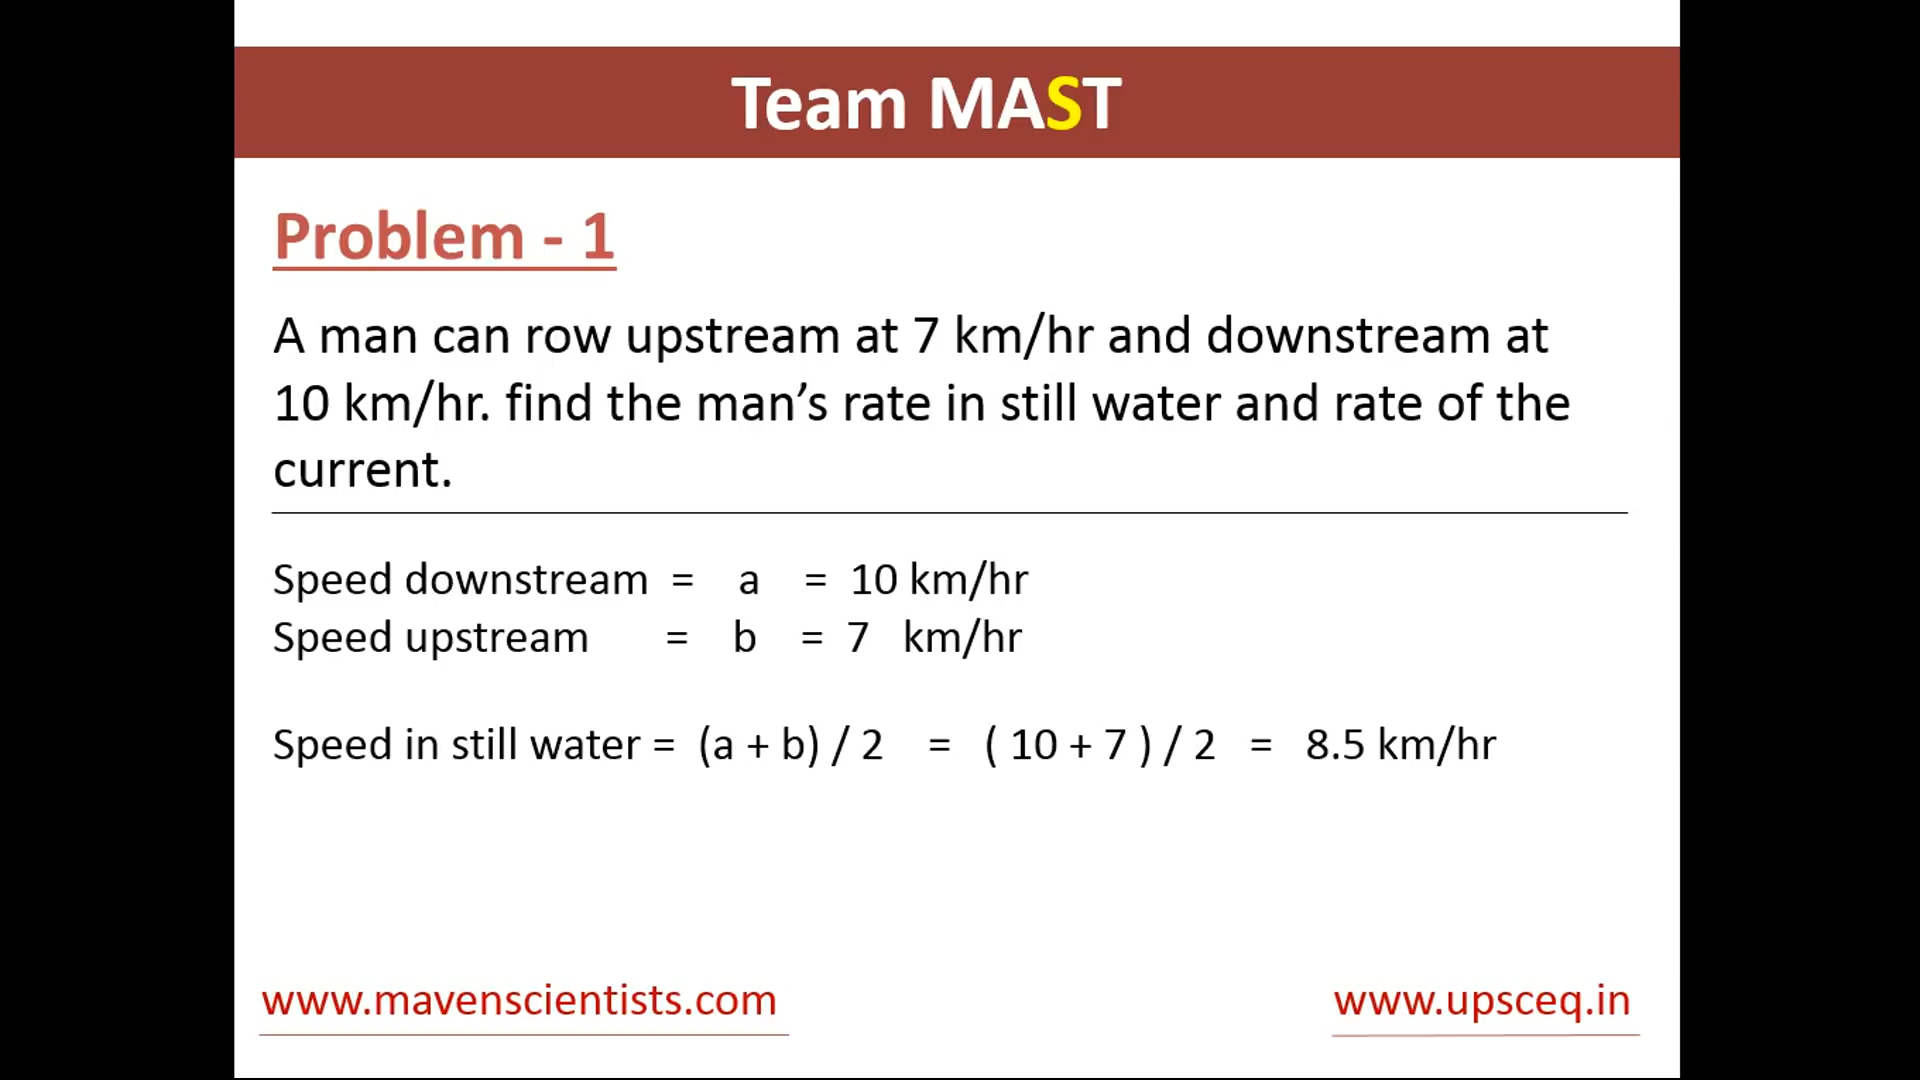 Team MAST
Problem - 1
A man can row upstream at 7 km/hr and downstream at
10 km/hr. find the man’s rate in still water and rate of the
current.
Speed downstream = a = 10 km/hr
Speed upstream = b = 7 km/hr
Speed in still water = (a + b) / 2 = ( 10 + 7 ) / 2 = 8.5 km/hr
www.mavenscientists.com
www.upsceq.in